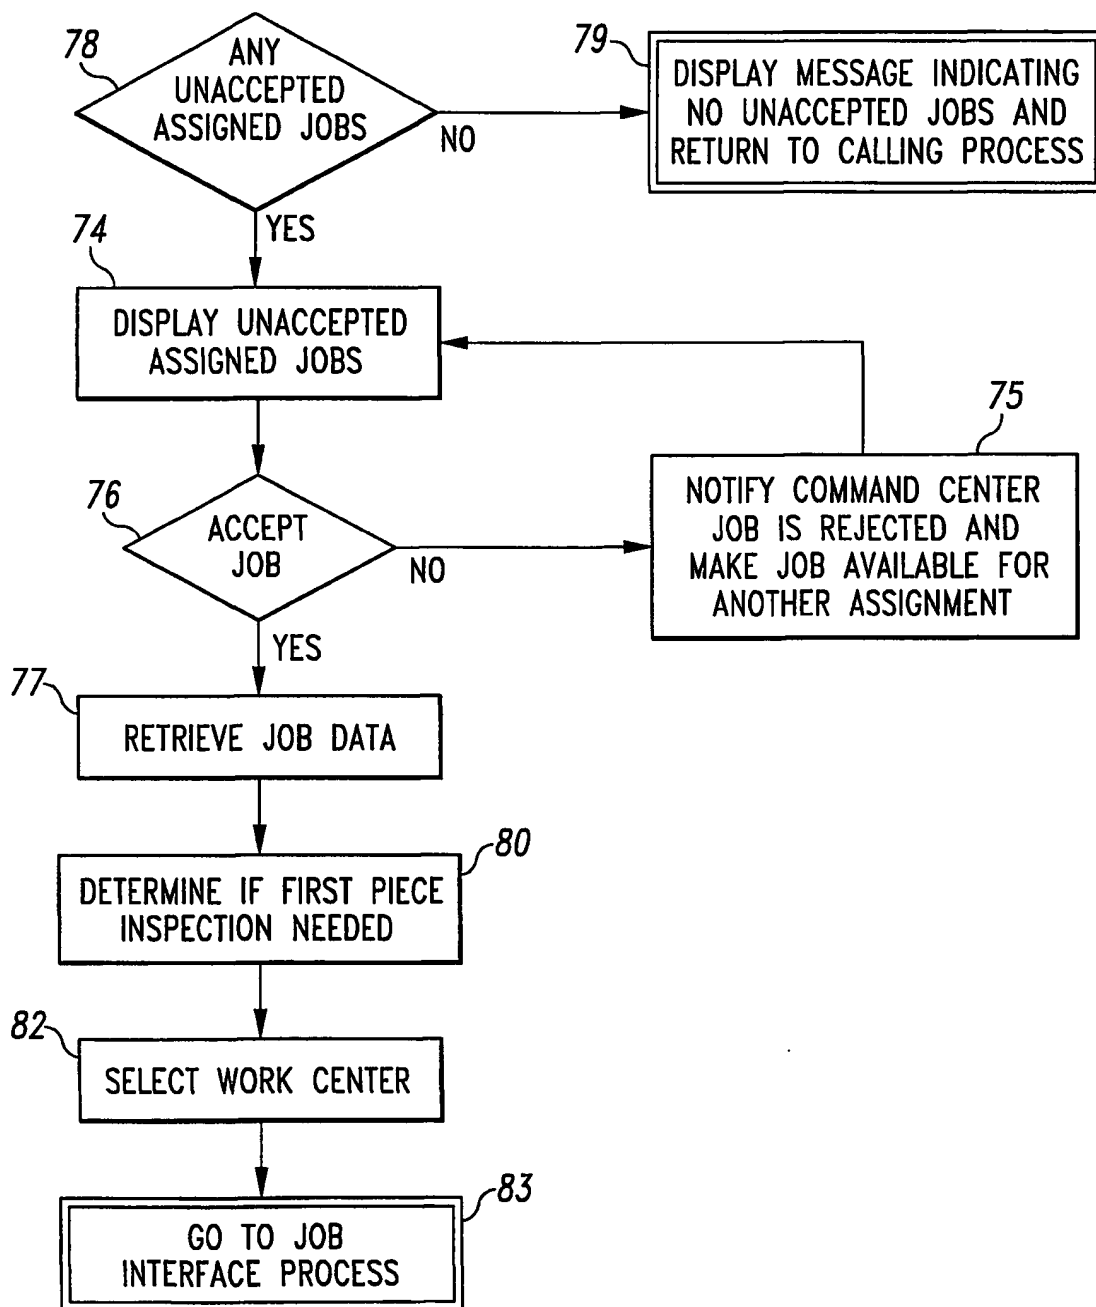 78
ANY
UNACCEPTED
ASSIGNED JOBS
NO
79
DISPLAY MESSAGE INDICATING
NO UNACCEPTED JOBS AND
RETURN TO CALLING PROCESS
YES
74
DISPLAY UNACCEPTED
ASSIGNED JOBS
75
NOTIFY COMMAND CENTER
JOB IS REJECTED AND
MAKE JOB AVAILABLE FOR
ANOTHER ASSIGNMENT
76
ACCEPT
JOB
NO
YES
77
RETRIEVE JOB DATA
80
DETERMINE IF FIRST PIECE
INSPECTION NEEDED
82
SELECT WORK CENTER
83
GO TO JOB
INTERFACE PROCESS